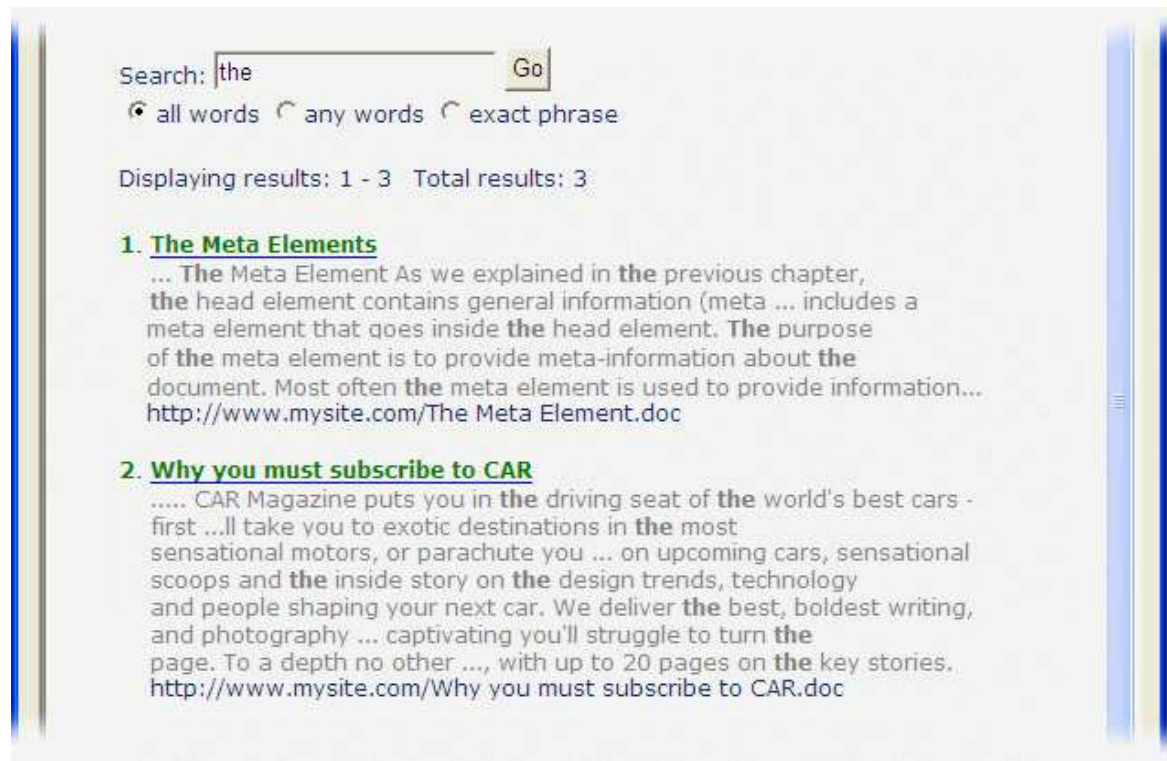 Search: the Go
all words any words exact phrase
Displaying results: 1 - 3 Total results: 3
1. The Meta Elements
... The Meta Element As we explained in the previous chapter,
the head element contains general information (meta ... includes a
meta element that goes inside the head element. The purpose
of the meta element is to provide meta-information about the
document. Most often the meta element is used to provide information...
http://www.mysite.com/The Meta Element.doc
2. Why you must subscribe to CAR
..... CAR Magazine puts you in the driving seat of the world's best cars -
first ...ll take you to exotic destinations in the most
sensational motors, or parachute you ... on upcoming cars, sensational
scoops and the inside story on the design trends, technology
and people shaping your next car. We deliver the best, boldest writing,
and photography ... captivating you'll struggle to turn the
page. To a depth no other ..., with up to 20 pages on the key stories.
http://www.mysite.com/Why you must subscribe to CAR.doc